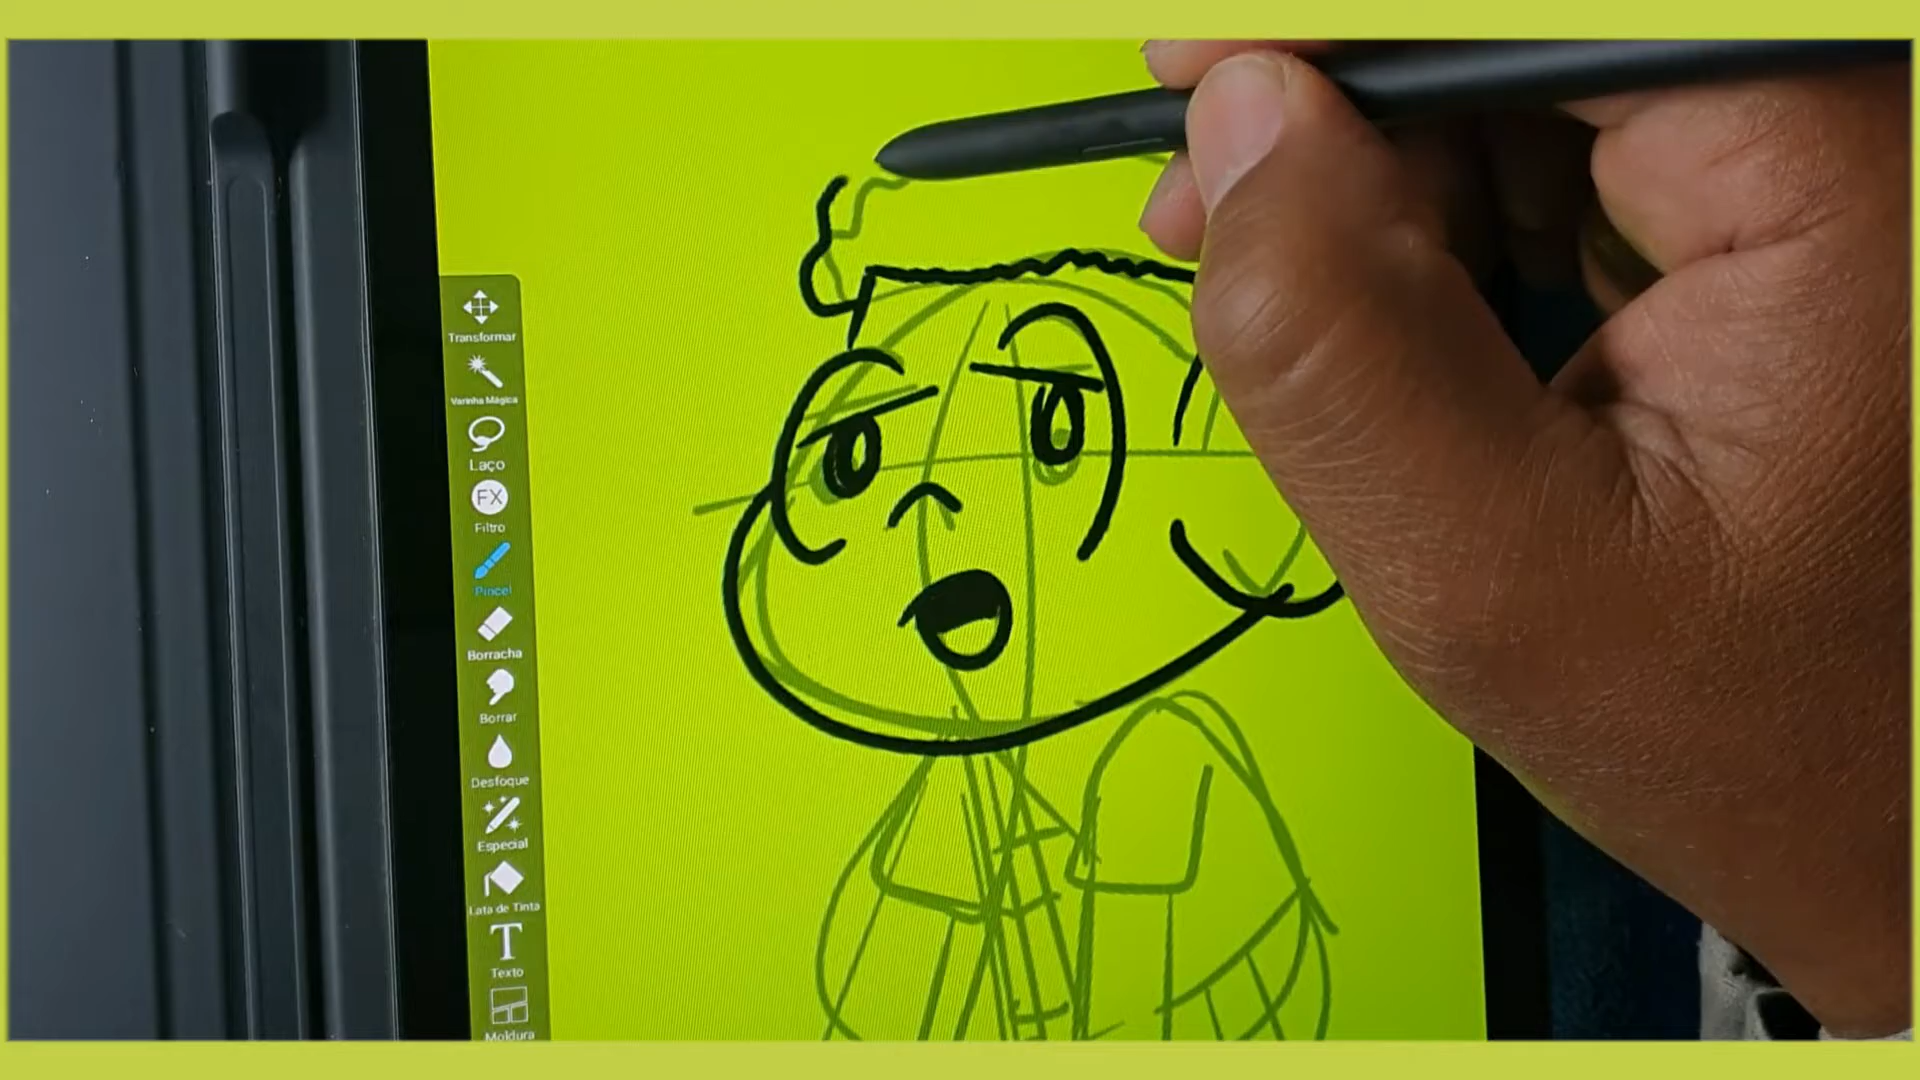 Transformar
Varinha Mágica
Laço
FX
Filtro
Pincel
Borracha
Borrar
Desfoque
Especial
Lata de Tinta
T
Texto
Moldura